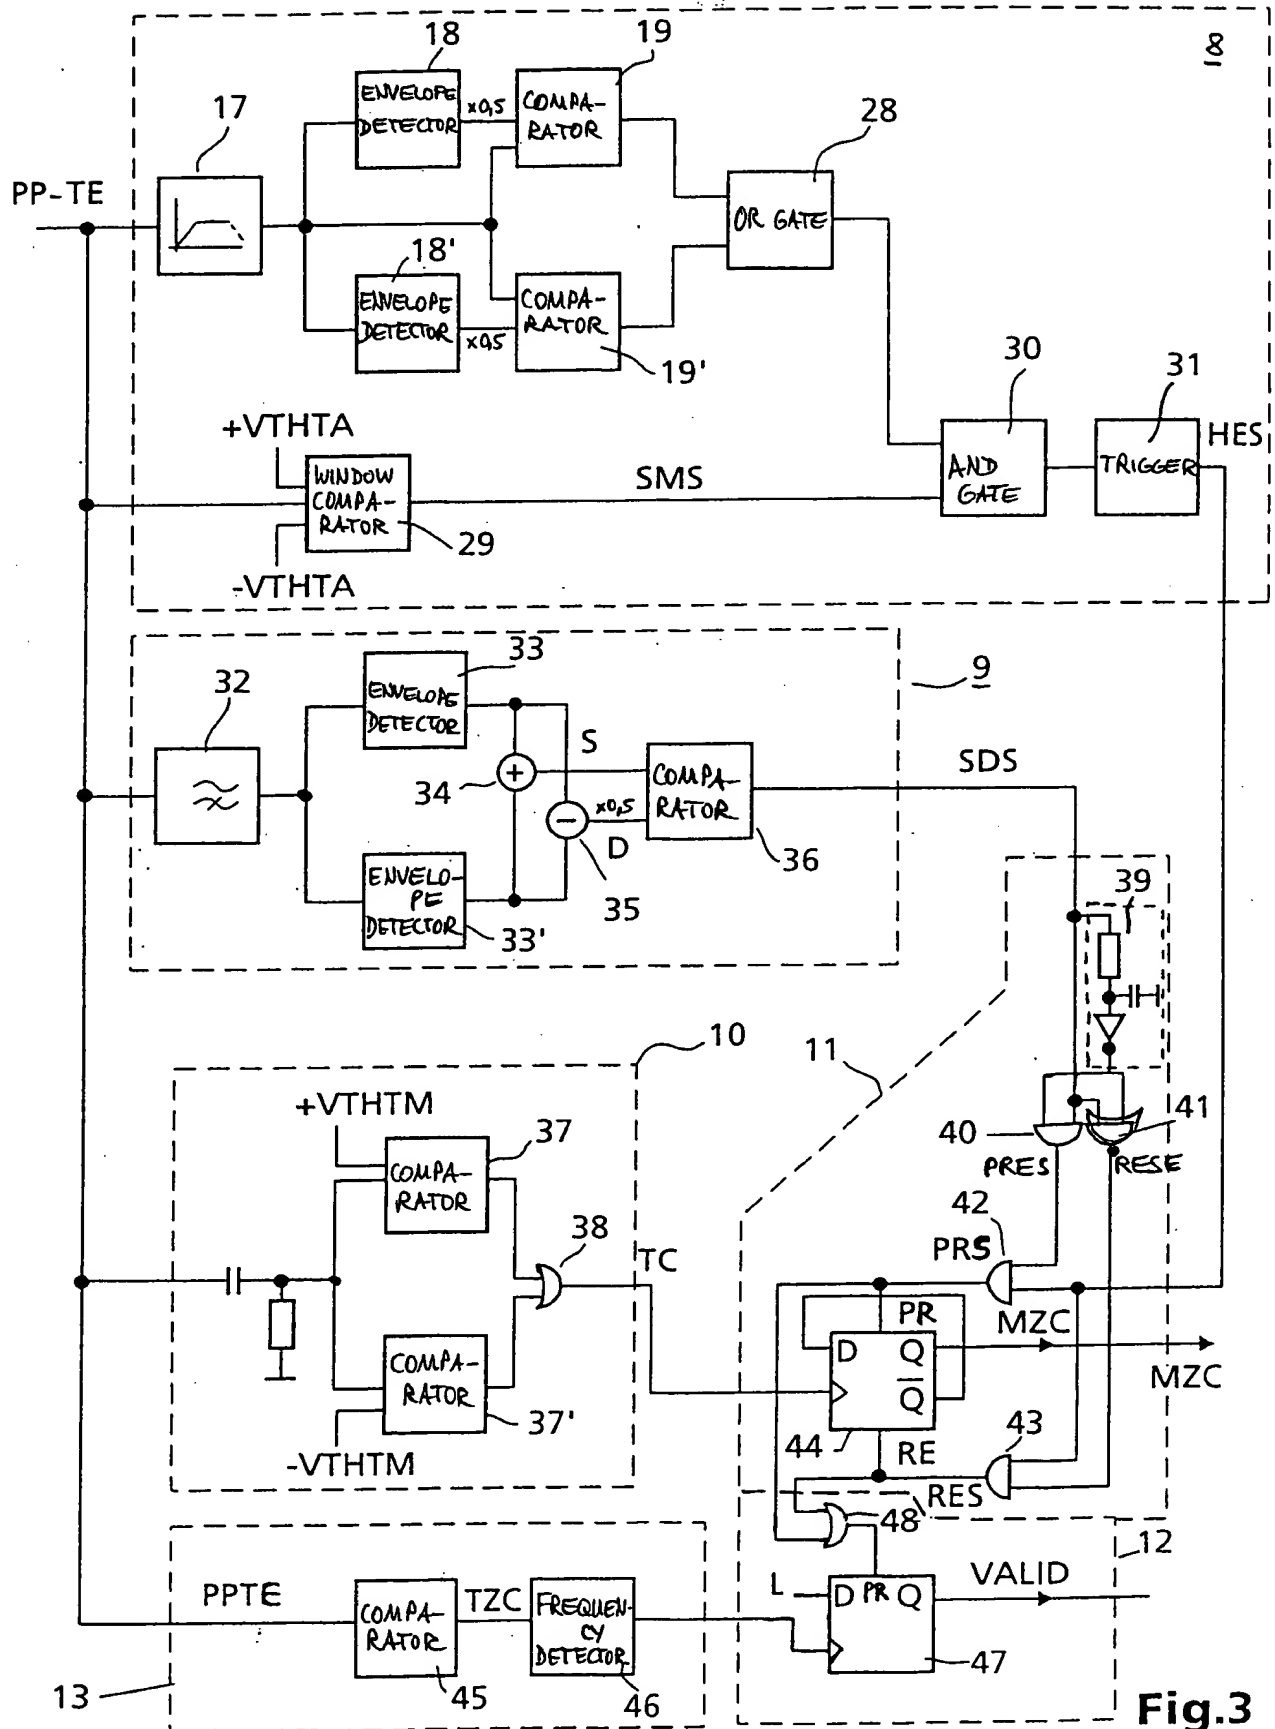 8
18
19
17
28
PP-TE
ENVELOPE
DETECTOR
×0,5
COMPA-
RATOR
OR GATE
18'
ENVELOPE
DETECTOR
×0,5
COMPA-
RATOR
19'
30
31
HES
+VTHTA
WINDOW
COMPA-
RATOR
SMS
AND
GATE
TRIGGER
29
-VTHTA
33
32
9
ENVELOPE
DETECTOR
S
34
+
COMPA-
RATOR
SDS
×0,5
−
D
36
ENVELO-
PE
DETECTOR
35
33'
39
10
11
+VTHTM
37
40
41
COMPA-
RATOR
PRES
RESE
42
38
PRS
TC
PR
MZC
D Q
MZC
COMPA-
RATOR
Q
37'
44
RE
43
-VTHTM
RES
48
12
PPTE
TZC
L
D PR Q
VALID
COMPA-
RATOR
FREQUEN-
CY
DETECTOR
47
13
45
46
Fig.3